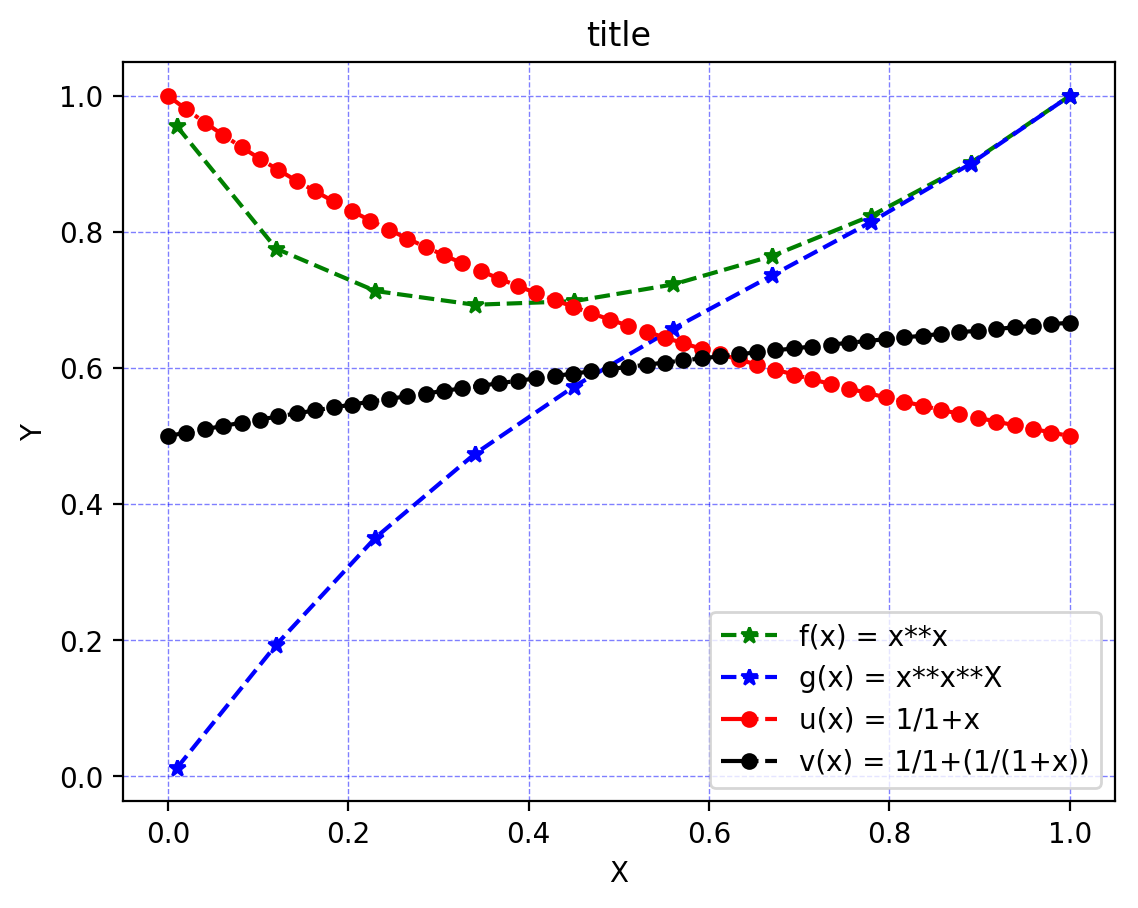 title
1.0
0.8
0.6
0.4
0.2
0.0
Y
f(x) = x**x
g(x) = x**x**X
u(x) = 1/1+x
v(x) = 1/1+(1/(1+x))
0.0 0.2 0.4 0.6 0.8 1.0
X